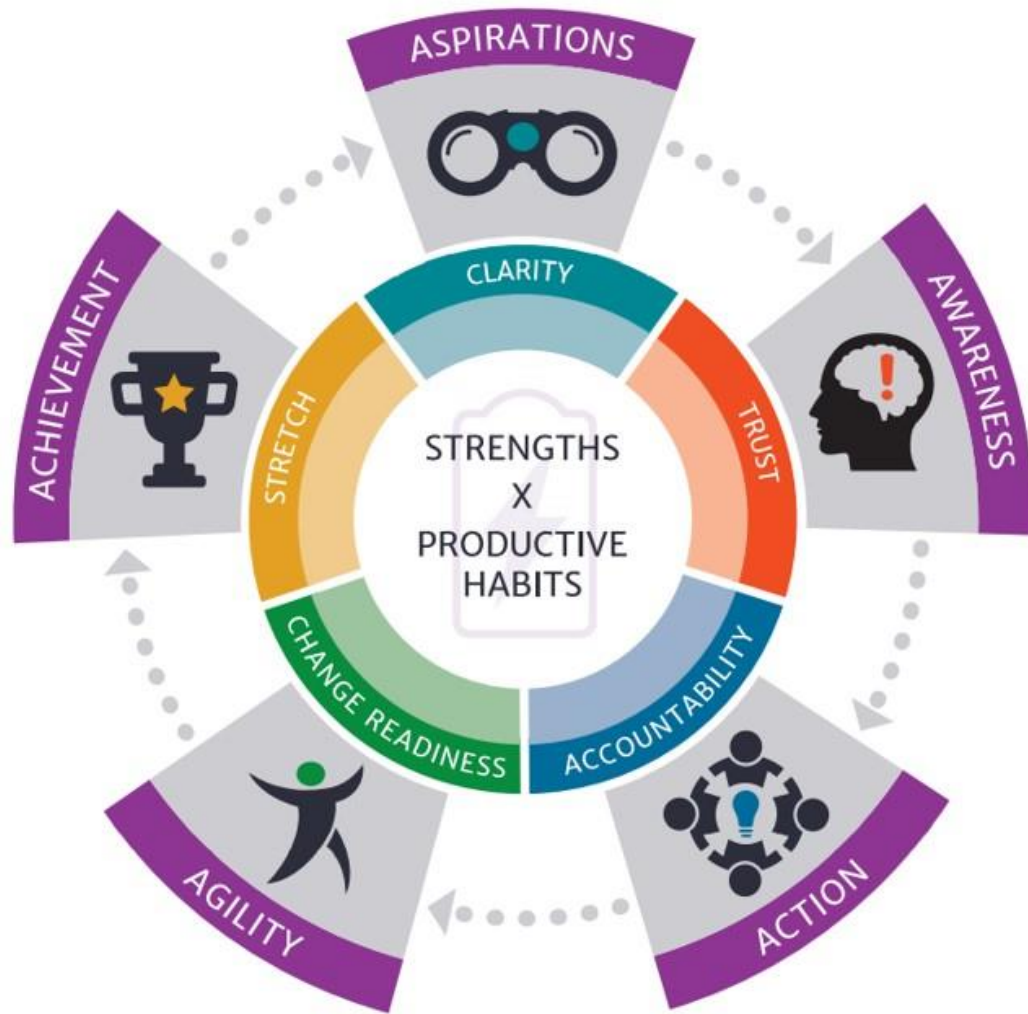 ASPIRATIONS
AWARENESS
ACTION
AGILITY
ACHIEVEMENT
CLARITY
TRUST
ACCOUNTABILITY
CHANGE READINESS
STRETCH
STRENGTHS
X
PRODUCTIVE
HABITS